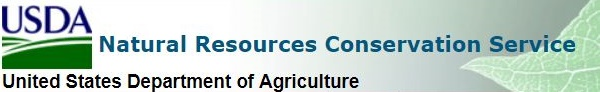 USDA
Natural Resources Conservation Service
United States Department of Agriculture